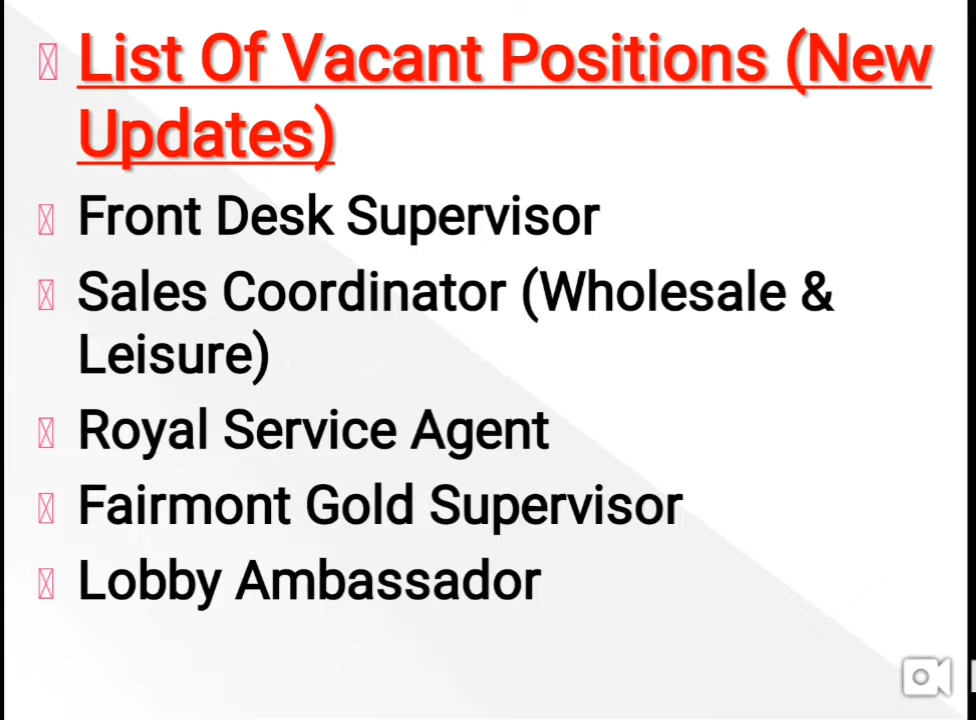 List Of Vacant Positions (New
Updates)
Front Desk Supervisor
Sales Coordinator (Wholesale &
Leisure)
Royal Service Agent
Fairmont Gold Supervisor
Lobby Ambassador